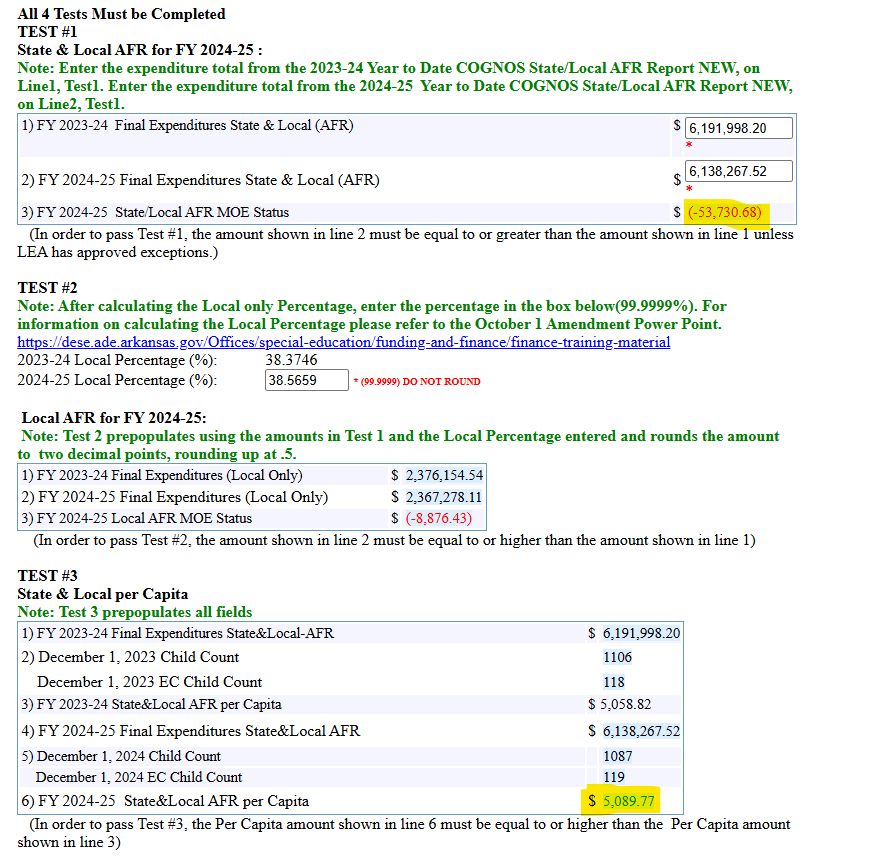 All 4 Tests Must be Completed
TEST #1
State & Local AFR for FY 2024-25 :
Note: Enter the expenditure total from the 2023-24 Year to Date COGNOS State/Local AFR Report NEW, on
Line1, Test1. Enter the expenditure total from the 2024-25  Year to Date COGNOS State/Local AFR Report NEW,
on Line2, Test1.
1) FY 2023-24  Final Expenditures State & Local (AFR) $ 6,191,998.20
*
2) FY 2024-25 Final Expenditures State & Local (AFR) $ 6,138,267.52
*
3) FY 2024-25  State/Local AFR MOE Status $ (-53,730.68)
(In order to pass Test #1, the amount shown in line 2 must be equal to or greater than the amount shown in line 1 unless
LEA has approved exceptions.)
TEST #2
Note: After calculating the Local only Percentage, enter the percentage in the box below(99.9999%). For
information on calculating the Local Percentage please refer to the October 1 Amendment Power Point.
https://dese.ade.arkansas.gov/Offices/special-education/funding-and-finance/finance-training-material
2023-24 Local Percentage (%): 38.3746
2024-25 Local Percentage (%): 38.5659 * (99.9999) DO NOT ROUND
Local AFR for FY 2024-25:
Note: Test 2 prepopulates using the amounts in Test 1 and the Local Percentage entered and rounds the amount
to  two decimal points, rounding up at .5.
1) FY 2023-24 Final Expenditures (Local Only) $ 2,376,154.54
2) FY 2024-25 Final Expenditures (Local Only) $ 2,367,278.11
3) FY 2024-25 Local AFR MOE Status $ (-8,876.43)
(In order to pass Test #2, the amount shown in line 2 must be equal to or higher than the amount shown in line 1)
TEST #3
State & Local per Capita
Note: Test 3 prepopulates all fields
1) FY 2023-24 Final Expenditures State&Local-AFR $ 6,191,998.20
2) December 1, 2023 Child Count 1106
December 1, 2023 EC Child Count 118
3) FY 2023-24 State&Local AFR per Capita $ 5,058.82
4) FY 2024-25 Final Expenditures State&Local AFR $ 6,138,267.52
5) December 1, 2024 Child Count 1087
December 1, 2024 EC Child Count 119
6) FY 2024-25  State&Local AFR per Capita $ 5,089.77
(In order to pass Test #3, the Per Capita amount shown in line 6 must be equal to or higher than the  Per Capita amount
shown in line 3)